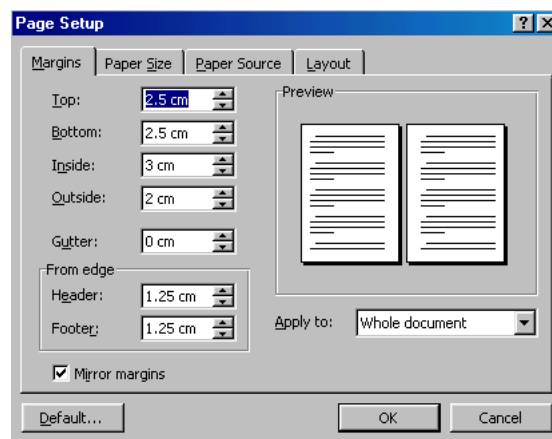 Page Setup
Margins Paper Size Paper Source Layout
Top: 2.5 cm
Bottom: 2.5 cm
Inside: 3 cm
Outside: 2 cm
Gutter: 0 cm
From edge
Header: 1.25 cm
Footer: 1.25 cm
Mirror margins
Preview
Apply to: Whole document
Default... OK Cancel